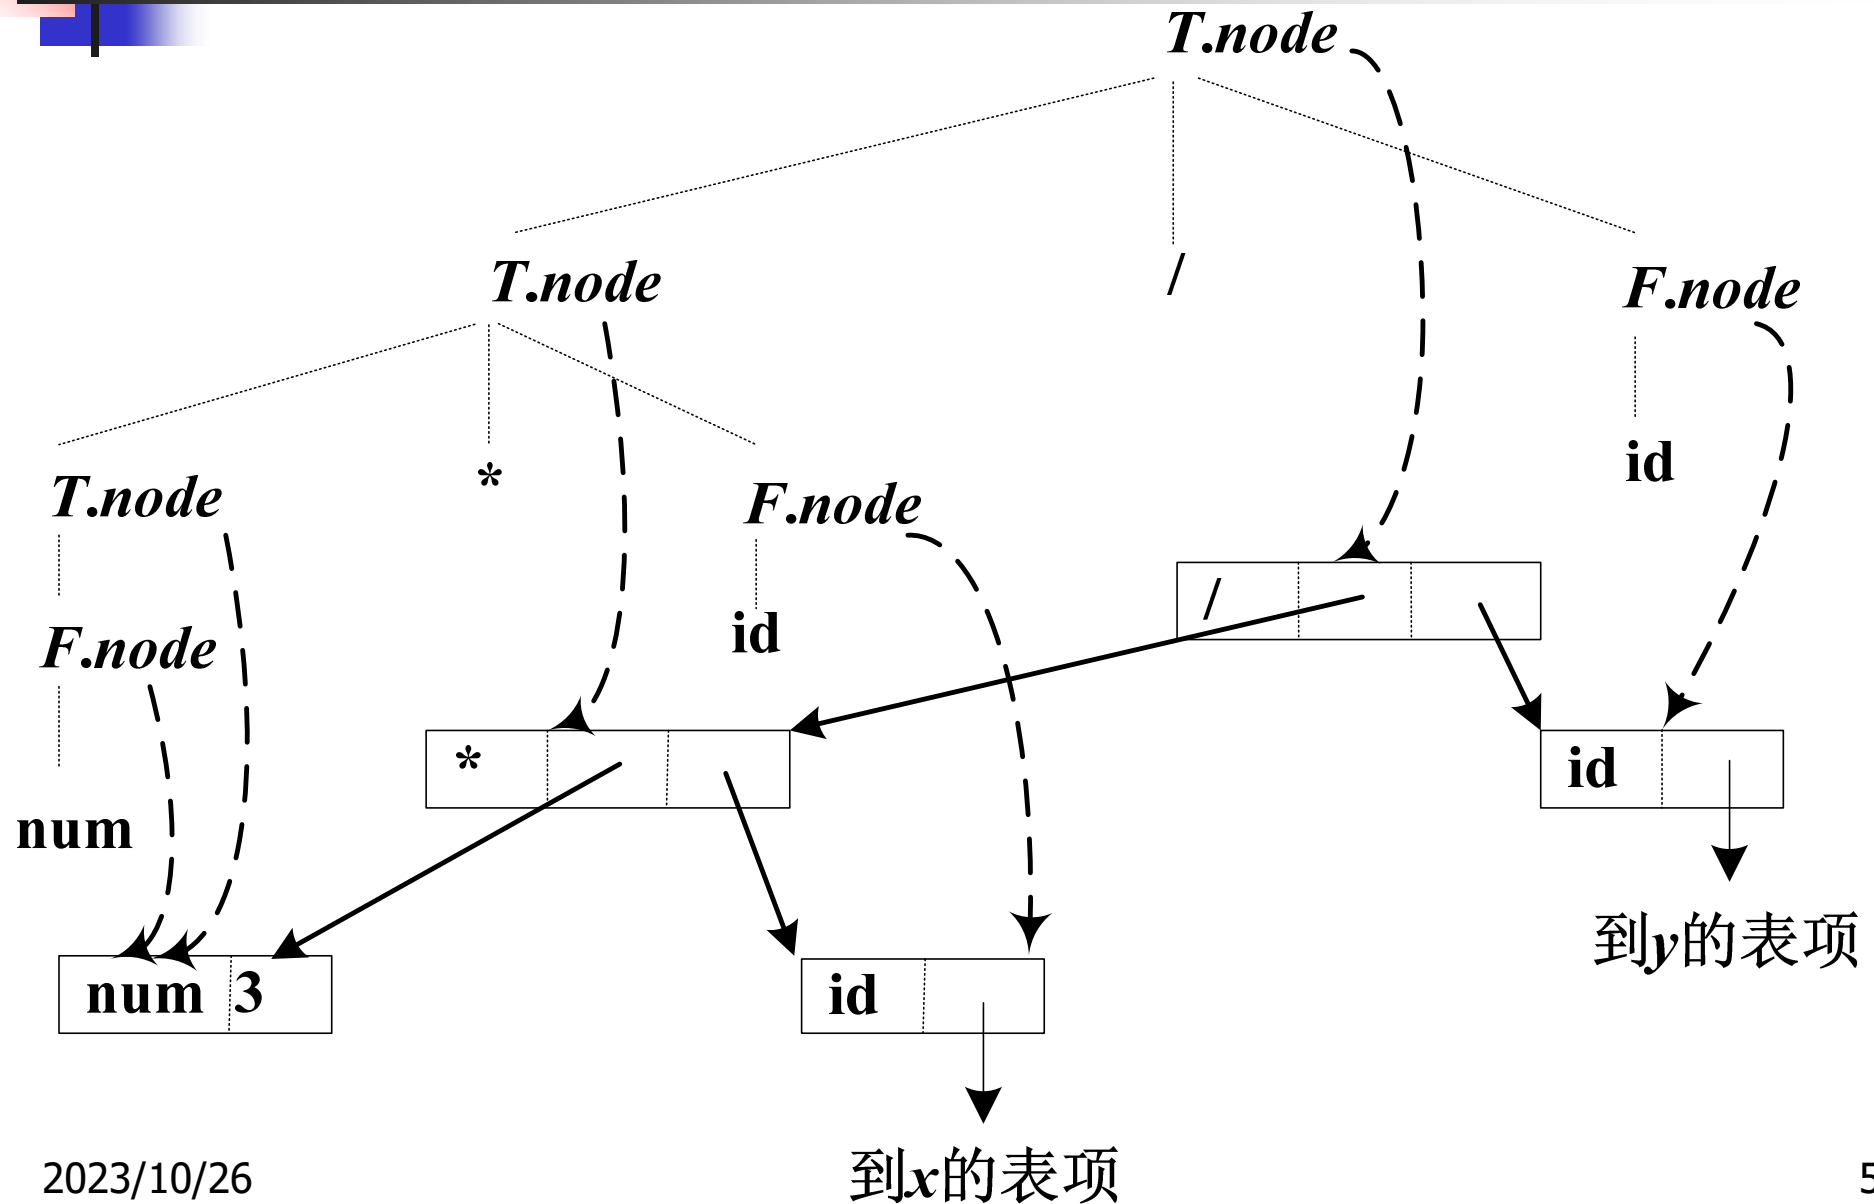 T.node
T.node
/
F.node
*
id
T.node
F.node
/
id
F.node
*
id
num
到y的表项
num 3
id
到x的表项
2023/10/26
5